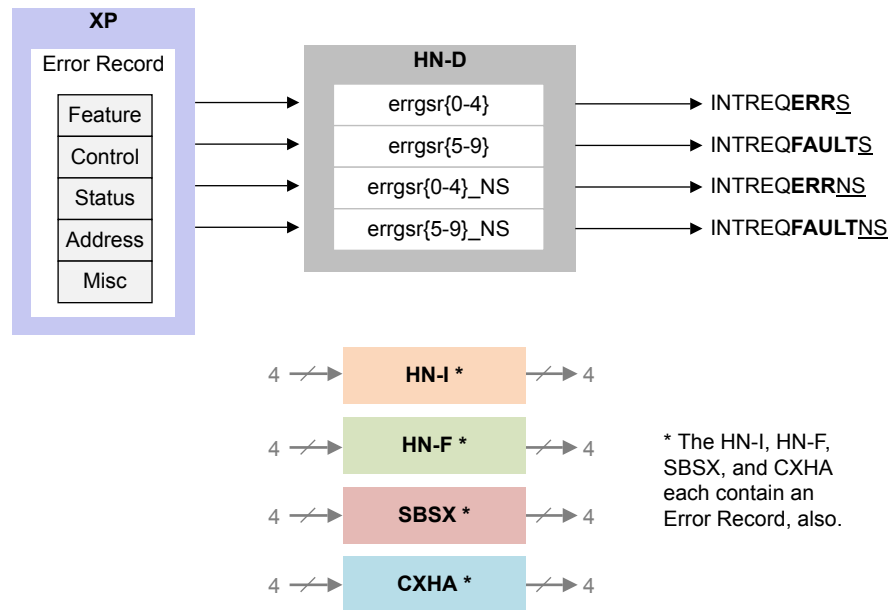 XP
Error Record
Feature
Control
Status
Address
Misc
HN-D
errgsr{0-4}
errgsr{5-9}
errgsr{0-4}_NS
errgsr{5-9}_NS
INTREQERRS
INTREQFAULTS
INTREQERRNS
INTREQFAULTNS
4 HN-I * 4
4 HN-F * 4
4 SBSX * 4
4 CXHA * 4
* The HN-I, HN-F,
SBSX, and CXHA
each contain an
Error Record, also.